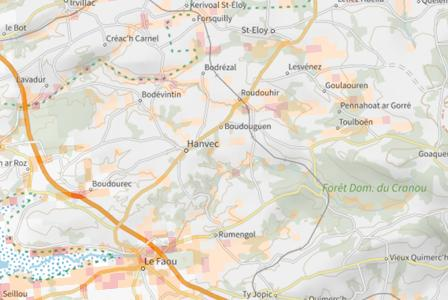 Irvillac
Kerivoal St-Éloy
Forsquilly
le Bot
St-Eloy
Créac'h Carnel
Bodrézal
Lesvénez
Lavadur
Goulaouren
Bodévintin
Roudouhir
Pennahoat ar Gorré
Toulboën
Boudouguen
Hanvec
Goaque
n ar Roz
Boudourec
Forêt Dom. du Cranou
Rumengol
Le Faou
Vieux Quimerc'h
Seillou
Ty Jopic
Quimerc'h